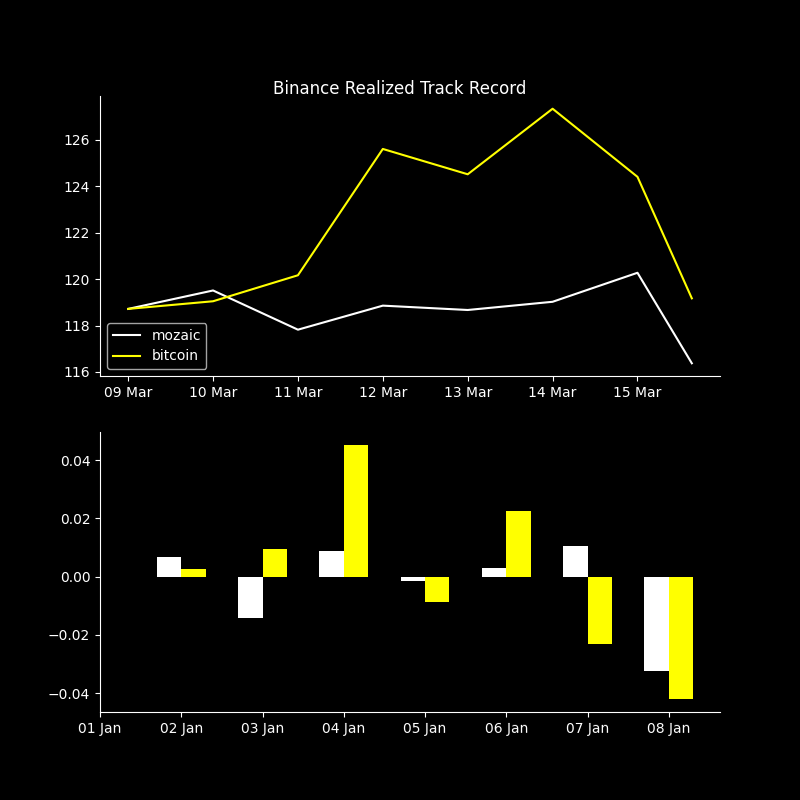 Binance Realized Track Record
126
124
122
120
118
116
mozaic
bitcoin
09 Mar 10 Mar 11 Mar 12 Mar 13 Mar 14 Mar 15 Mar
0.04
0.02
0.00
−0.02
−0.04
01 Jan 02 Jan 03 Jan 04 Jan 05 Jan 06 Jan 07 Jan 08 Jan